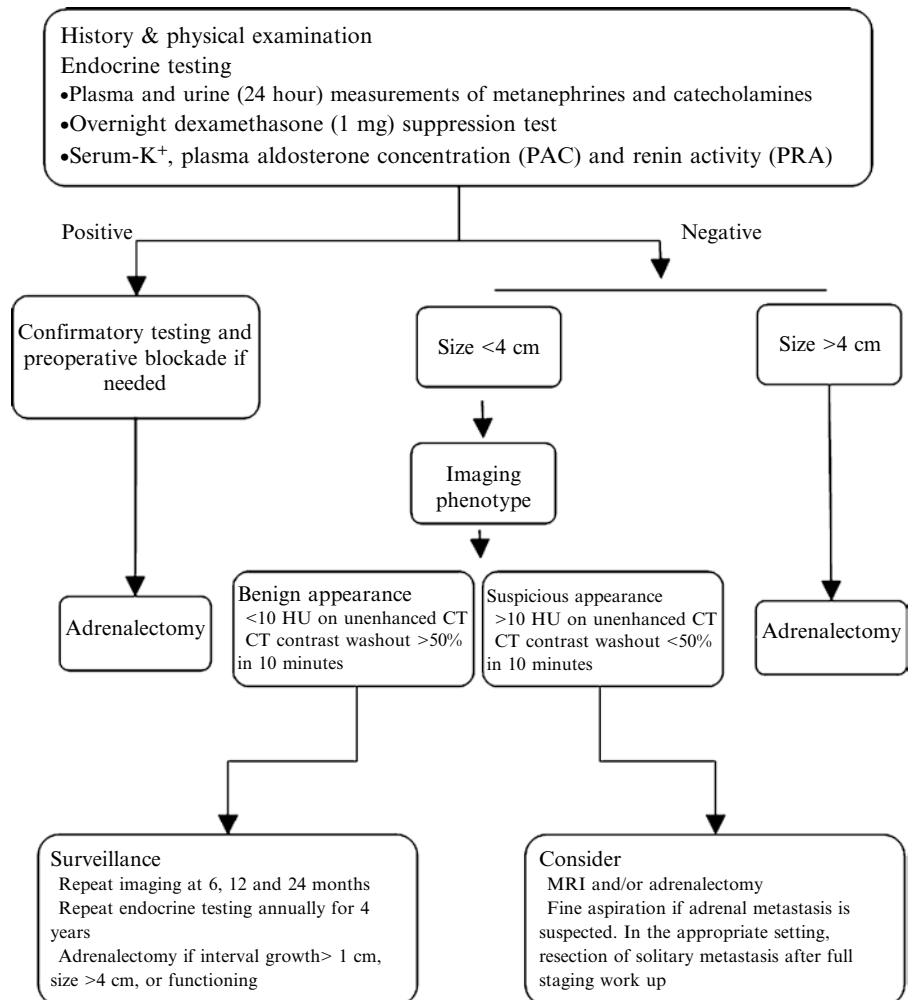 History & physical examination
Endocrine testing
•Plasma and urine (24 hour) measurements of metanephrines and catecholamines
•Overnight dexamethasone (1 mg) suppression test
•Serum-K⁺, plasma aldosterone concentration (PAC) and renin activity (PRA)
Positive
Negative
Confirmatory testing and
preoperative blockade if
needed
Size <4 cm
Size >4 cm
Imaging
phenotype
Adrenalectomy
Benign appearance
<10 HU on unenhanced CT
CT contrast washout >50%
in 10 minutes
Suspicious appearance
>10 HU on unenhanced CT
CT contrast washout <50%
in 10 minutes
Adrenalectomy
Surveillance
Repeat imaging at 6, 12 and 24 months
Repeat endocrine testing annually for 4
years
Adrenalectomy if interval growth> 1 cm,
size >4 cm, or functioning
Consider
MRI and/or adrenalectomy
Fine aspiration if adrenal metastasis is
suspected. In the appropriate setting,
resection of solitary metastasis after full
staging work up